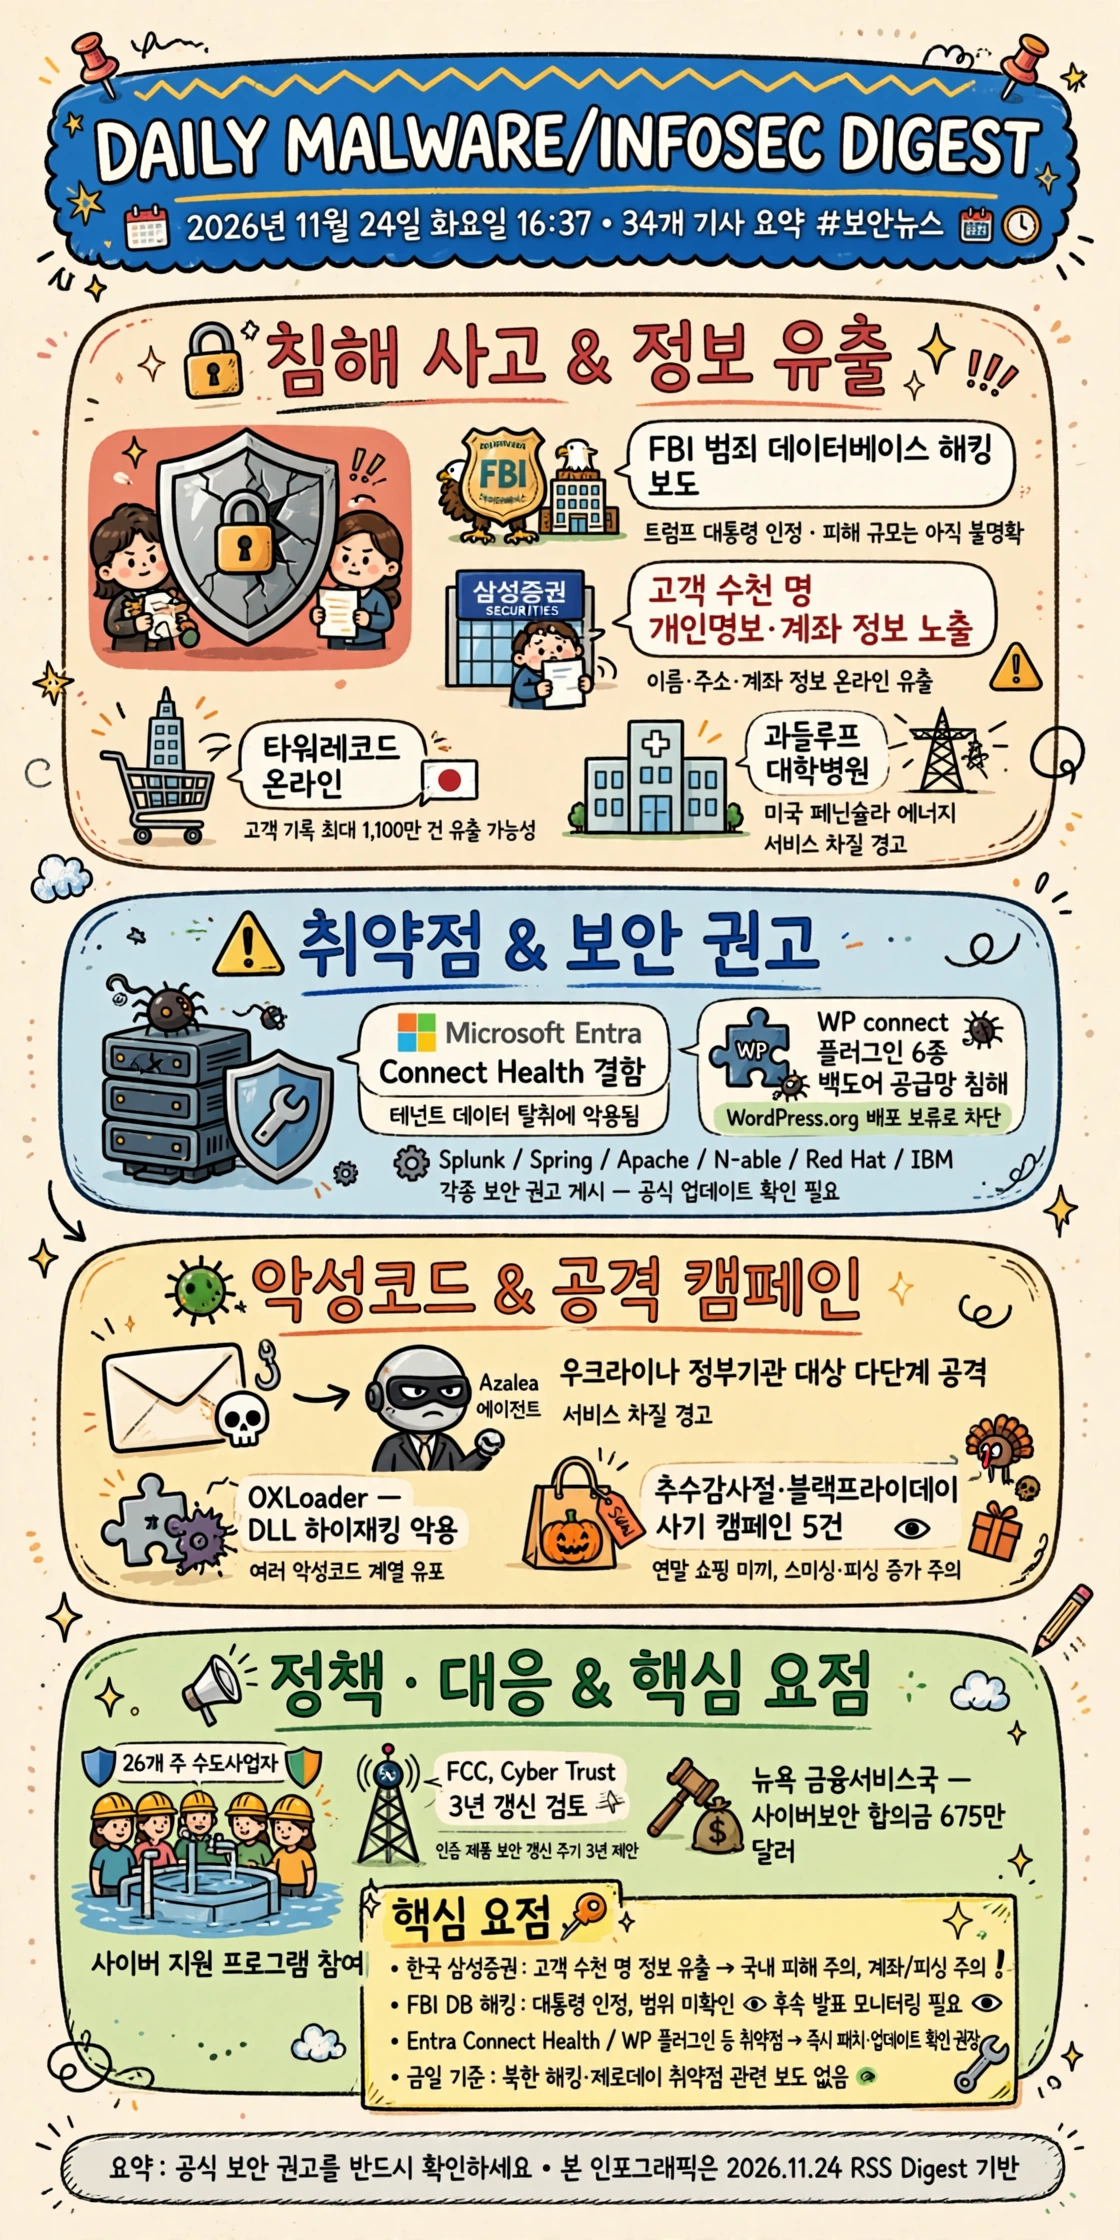 DAILY MALWARE/INFOSEC DIGEST
2026년 11월 24일 화요일 16:37 • 34개 기사 요약 #보안뉴스
침해 사고 & 정보 유출
FBI
FBI 범죄 데이터베이스 해킹
보도
트럼프 대통령 인정 · 피해 규모는 아직 불명확
삼성증권
SECURITIES
고객 수천 명
개인명보·계좌 정보 노출
이름·주소·계좌 정보 온라인 유출
타워레코드
온라인
고객 기록 최대 1,100만 건 유출 가능성
과들루프
대학병원
미국 페닌슐라 에너지
서비스 차질 경고
취약점 & 보안 권고
Microsoft Entra
Connect Health 결함
테넌트 데이터 탈취에 악용됨
WP
WP connect
플러그인 6종
백도어 공급망 침해
WordPress.org 배포 보류로 차단
Splunk / Spring / Apache / N-able / Red Hat / IBM
각종 보안 권고 게시 — 공식 업데이트 확인 필요
악성코드 & 공격 캠페인
Azalea
에이전트
우크라이나 정부기관 대상 다단계 공격
서비스 차질 경고
OXLoader —
DLL 하이재킹 악용
여러 악성코드 계열 유포
추수감사절·블랙프라이데이
사기 캠페인 5건
연말 쇼핑 미끼, 스미싱·피싱 증가 주의
정책 · 대응 & 핵심 요점
26개 주 수도사업자
사이버 지원 프로그램 참여
FCC, Cyber Trust
3년 갱신 검토
인증 제품 보안 갱신 주기 3년 제안
$
뉴욕 금융서비스국 —
사이버보안 합의금 675만
달러
핵심 요점
• 한국 삼성증권 : 고객 수천 명 정보 유출 → 국내 피해 주의, 계좌/피싱 주의 !
• FBI DB 해킹 : 대통령 인정, 범위 미확인 후속 발표 모니터링 필요
• Entra Connect Health / WP 플러그인 등 취약점 → 즉시 패치·업데이트 확인 권장
• 금일 기준 : 북한 해킹·제로데이 취약점 관련 보도 없음
요약 : 공식 보안 권고를 반드시 확인하세요 • 본 인포그래픽은 2026.11.24 RSS Digest 기반